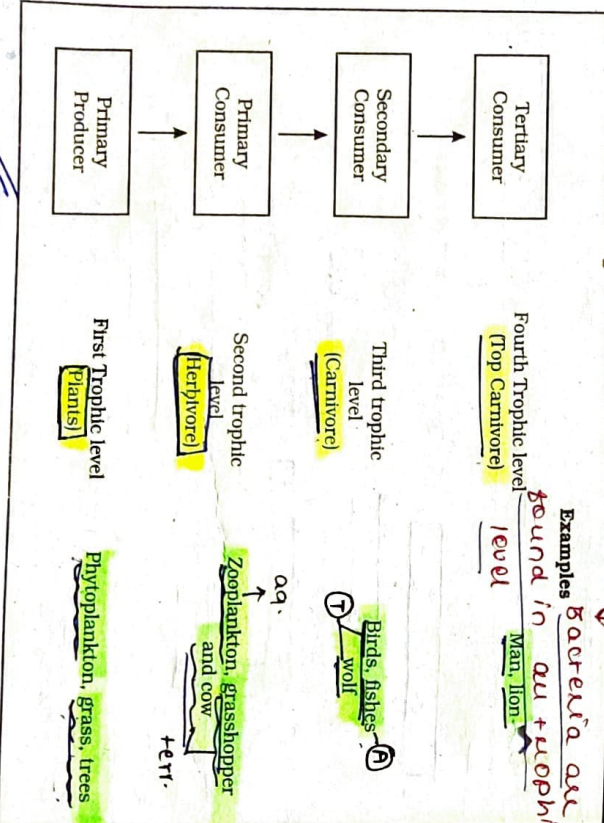 Examples
Bacteria are
found in all troph
level
Tertiary
Consumer
Fourth Trophic level
(Top Carnivore)
Man, lion
Secondary
Consumer
Third trophic
level
(Carnivore)
Birds, fishes
wolf
T
A
Primary
Consumer
Second trophic
level
(Herbivore)
aq.
Zooplankton, grasshopper
and cow
terr.
Primary
Producer
First Trophic level
(Plants)
Phytoplankton, grass, trees